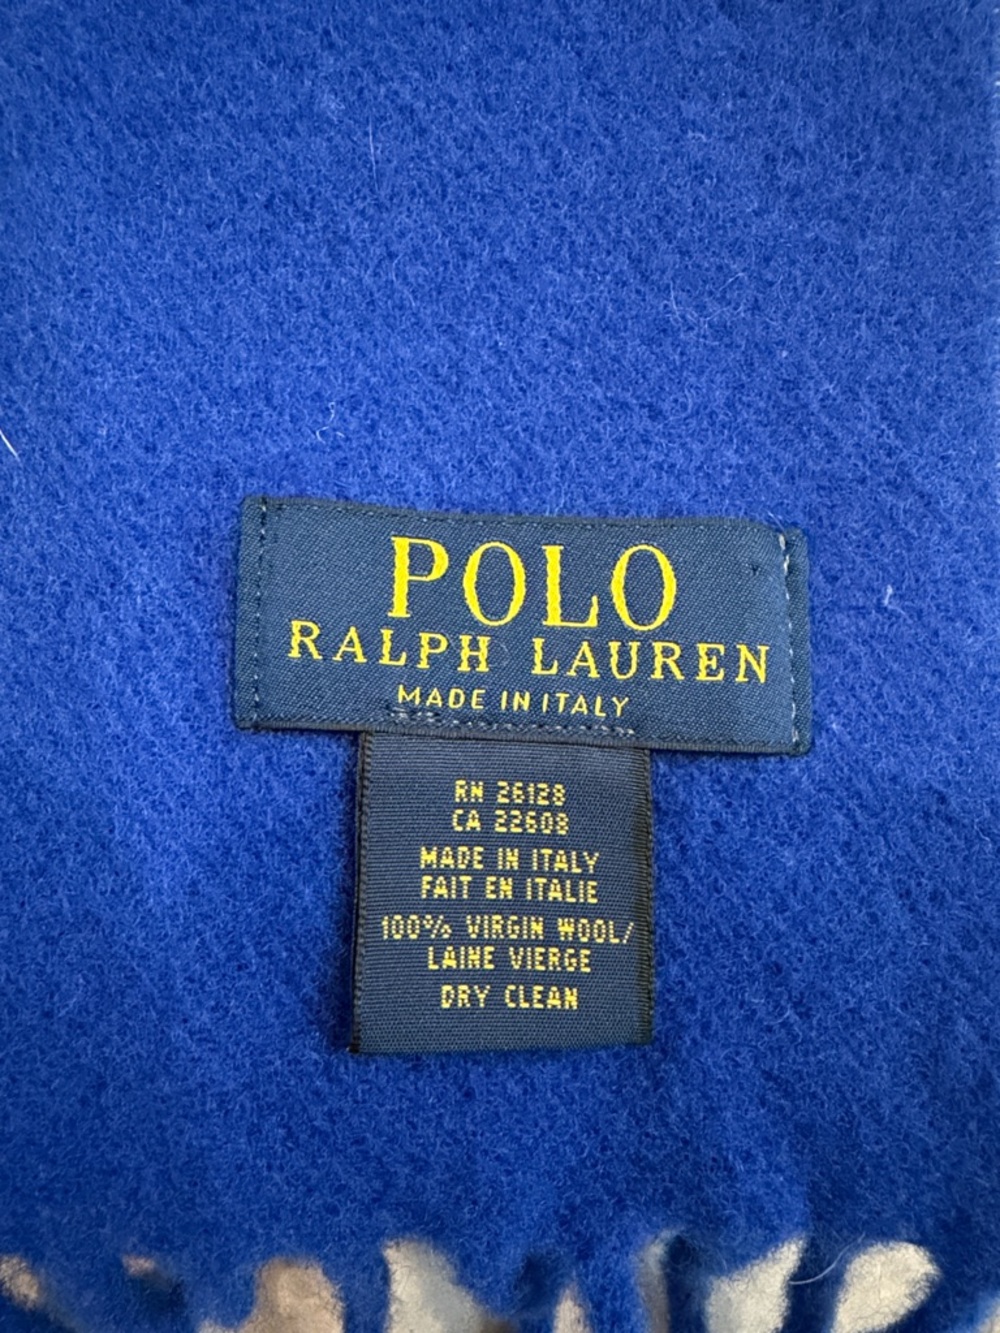 POLO
RALPH LAUREN
MADE IN ITALY
RN 26128
CA 22608
MADE IN ITALY
FAIT EN ITALIE
100% VIRGIN WOOL/
LAINE VIERGE
DRY CLEAN